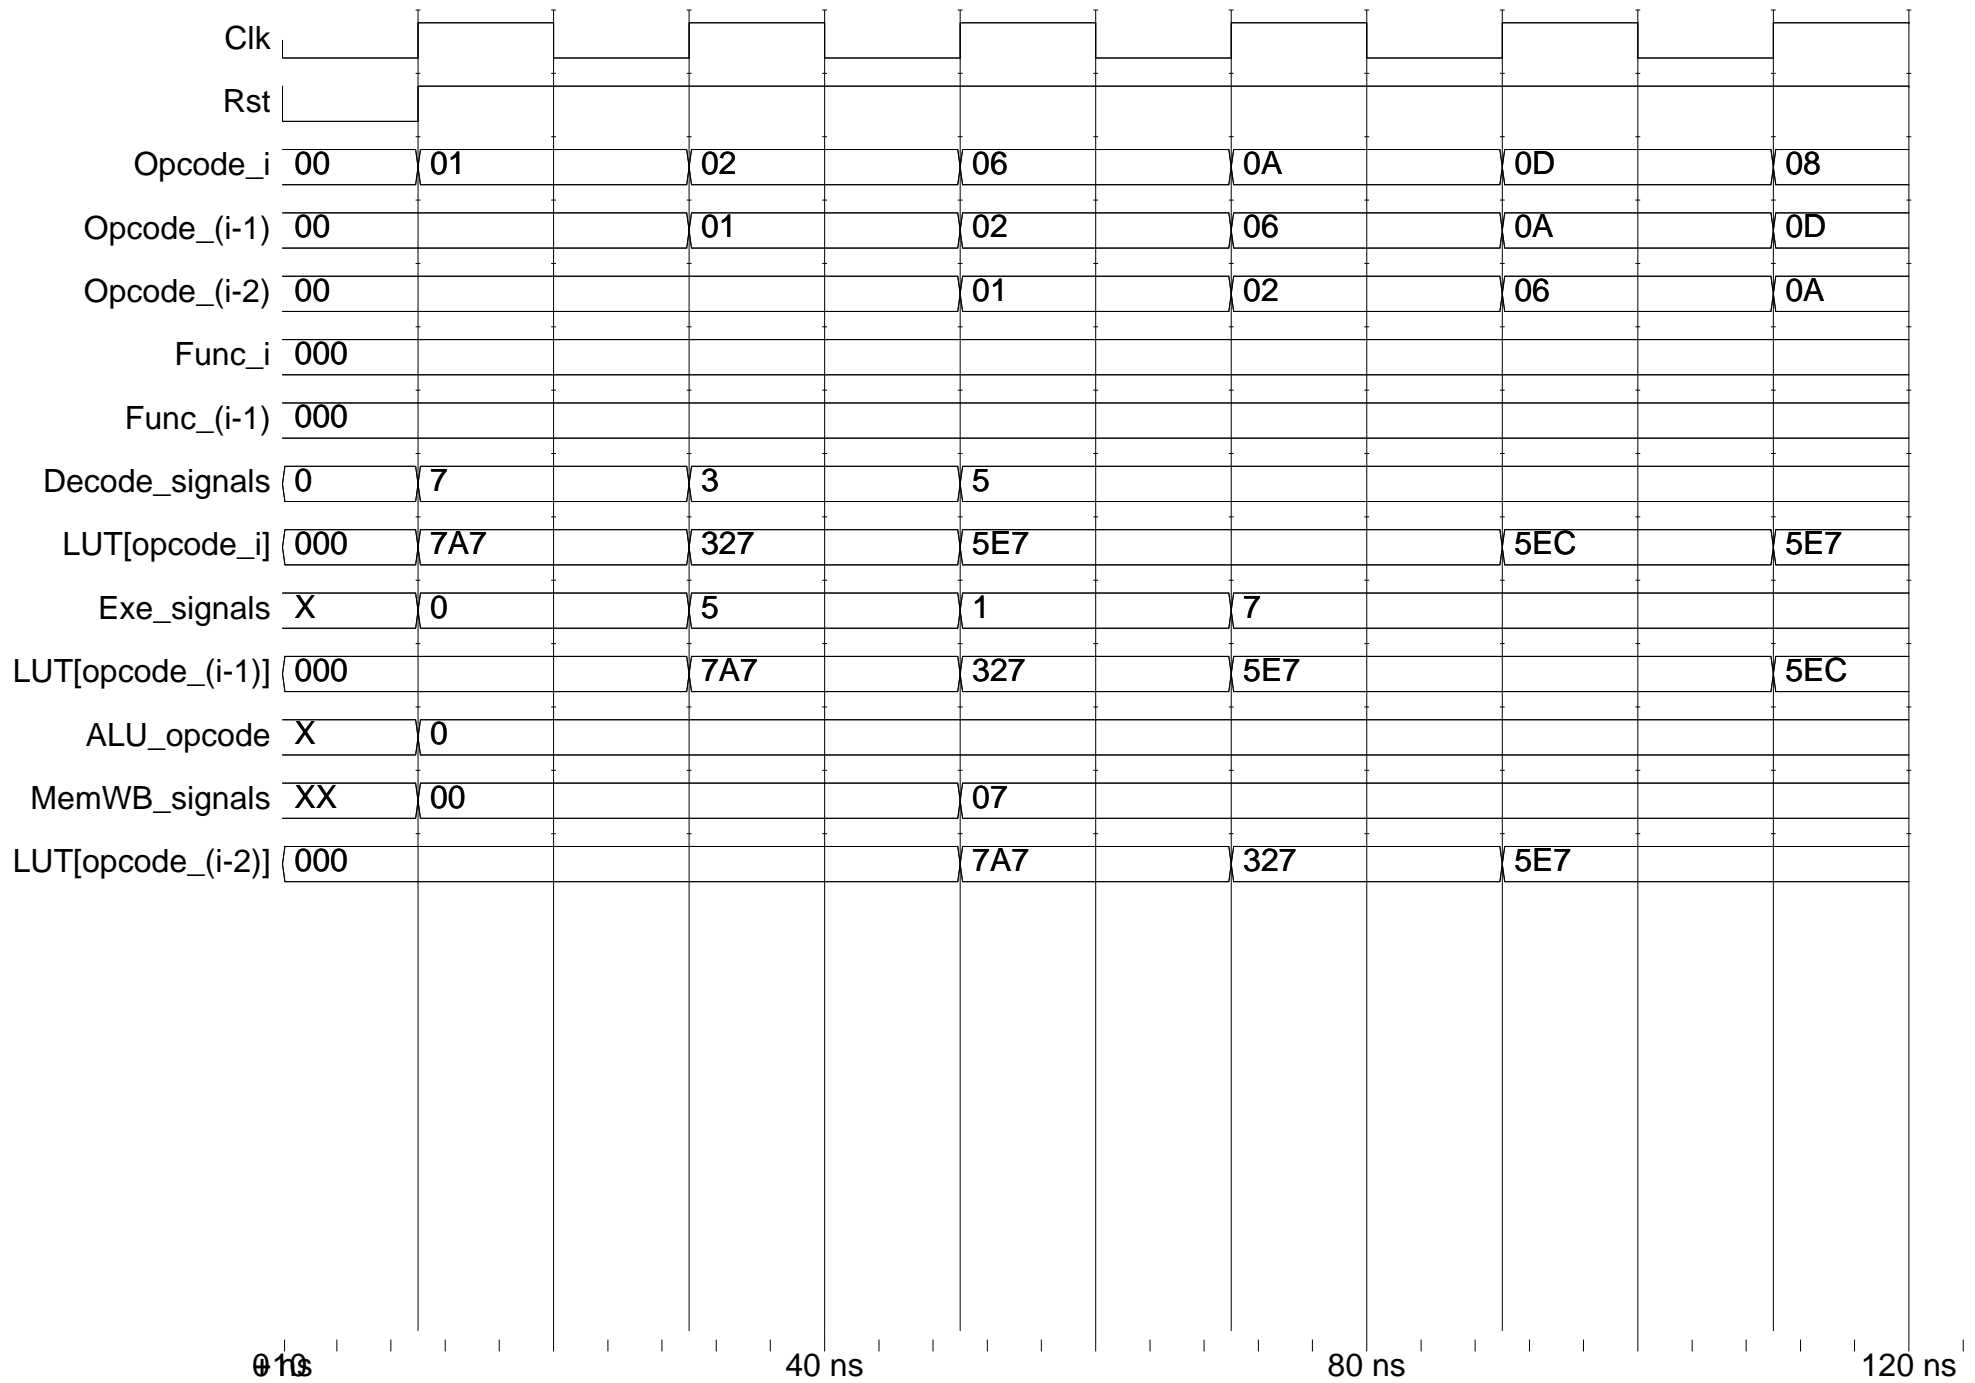 Clk
Rst
Opcode_i 00 01 02 06 0A 0D 08
Opcode_(i-1) 00 01 02 06 0A 0D
Opcode_(i-2) 00 01 02 06 0A
Func_i 000
Func_(i-1) 000
Decode_signals 0 7 3 5
LUT[opcode_i] 000 7A7 327 5E7 5EC 5E7
Exe_signals X 0 5 1 7
LUT[opcode_(i-1)] 000 7A7 327 5E7 5EC
ALU_opcode X 0
MemWB_signals XX 00 07
LUT[opcode_(i-2)] 000 7A7 327 5E7
40 ns 80 ns 120 ns